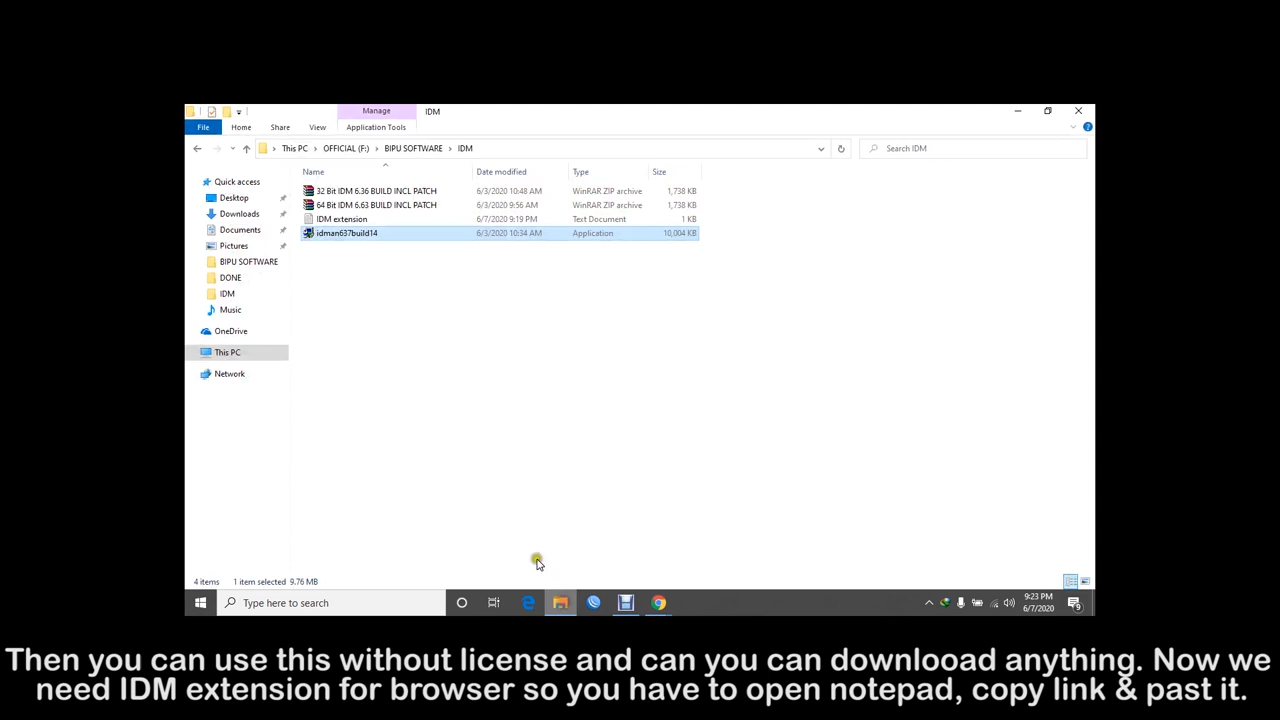 Manage
IDM
File
Home
Share
View
Application Tools
This PC
OFFICIAL (F:)
BIPU SOFTWARE
IDM
Search IDM
Name
Date modified
Type
Size
32 Bit IDM 6.36 BUILD INCL PATCH
6/3/2020 10:48 AM
WinRAR ZIP archive
1,738 KB
64 Bit IDM 6.63 BUILD INCL PATCH
6/3/2020 9:56 AM
WinRAR ZIP archive
1,738 KB
IDM extension
6/7/2020 9:19 PM
Text Document
1 KB
idman637build14
6/3/2020 10:34 AM
Application
10,004 KB
Quick access
Desktop
Downloads
Documents
Pictures
BIPU SOFTWARE
DONE
IDM
Music
OneDrive
This PC
Network
4 items
1 item selected 9.76 MB
Type here to search
9:23 PM
6/7/2020
Then you can use this without license and can you can downlooad anything. Now we
need IDM extension for browser so you have to open notepad, copy link & past it.